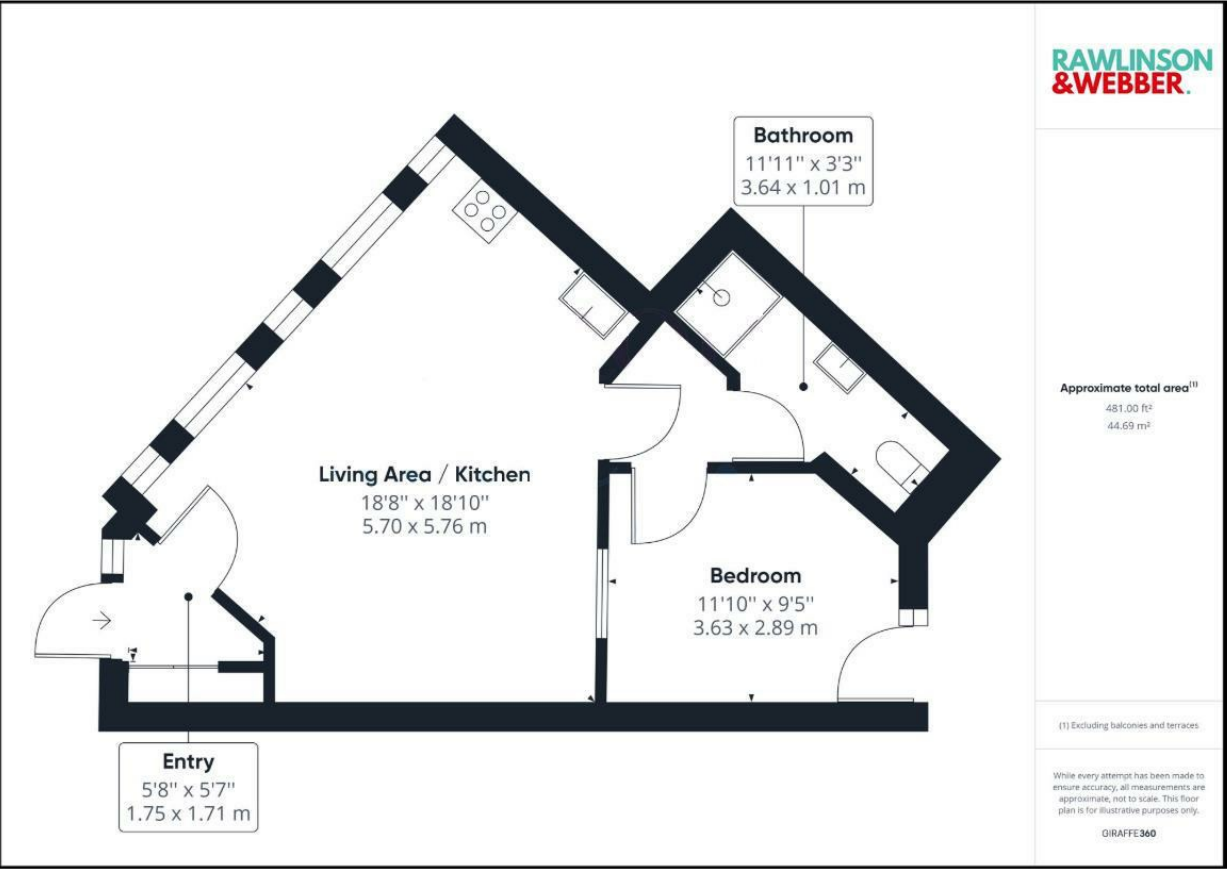 RAWLINSON
&WEBBER.
Bathroom
11'11'' x 3'3''
3.64 x 1.01 m
Living Area / Kitchen
18'8'' x 18'10''
5.70 x 5.76 m
Bedroom
11'10'' x 9'5''
3.63 x 2.89 m
Entry
5'8'' x 5'7''
1.75 x 1.71 m
Approximate total area(1)
481.00 ft²
44.69 m²
(1) Excluding balconies and terraces
While every attempt has been made to
ensure accuracy, all measurements are
approximate, not to scale. This floor
plan is for illustrative purposes only.
GIRAFFE360